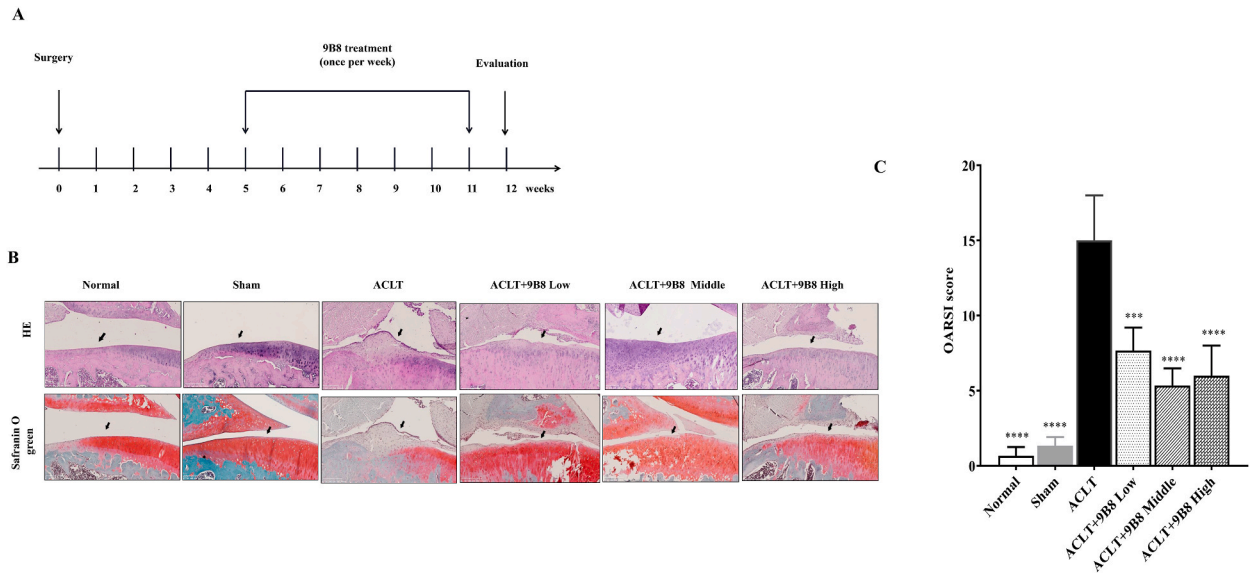 A
Surgery
9B8 treatment
(once per week)
Evaluation
0 1 2 3 4 5 6 7 8 9 10 11 12 weeks
B
Normal Sham ACLT ACLT+9B8 Low ACLT+9B8 Middle ACLT+9B8 High
HE
Safranin O
green
C
OARSI score
20
15
10
5
0
**** **** *** **** ****
Normal
Sham
ACLT
ACLT+9B8 Low
ACLT+9B8 Middle
ACLT+9B8 High